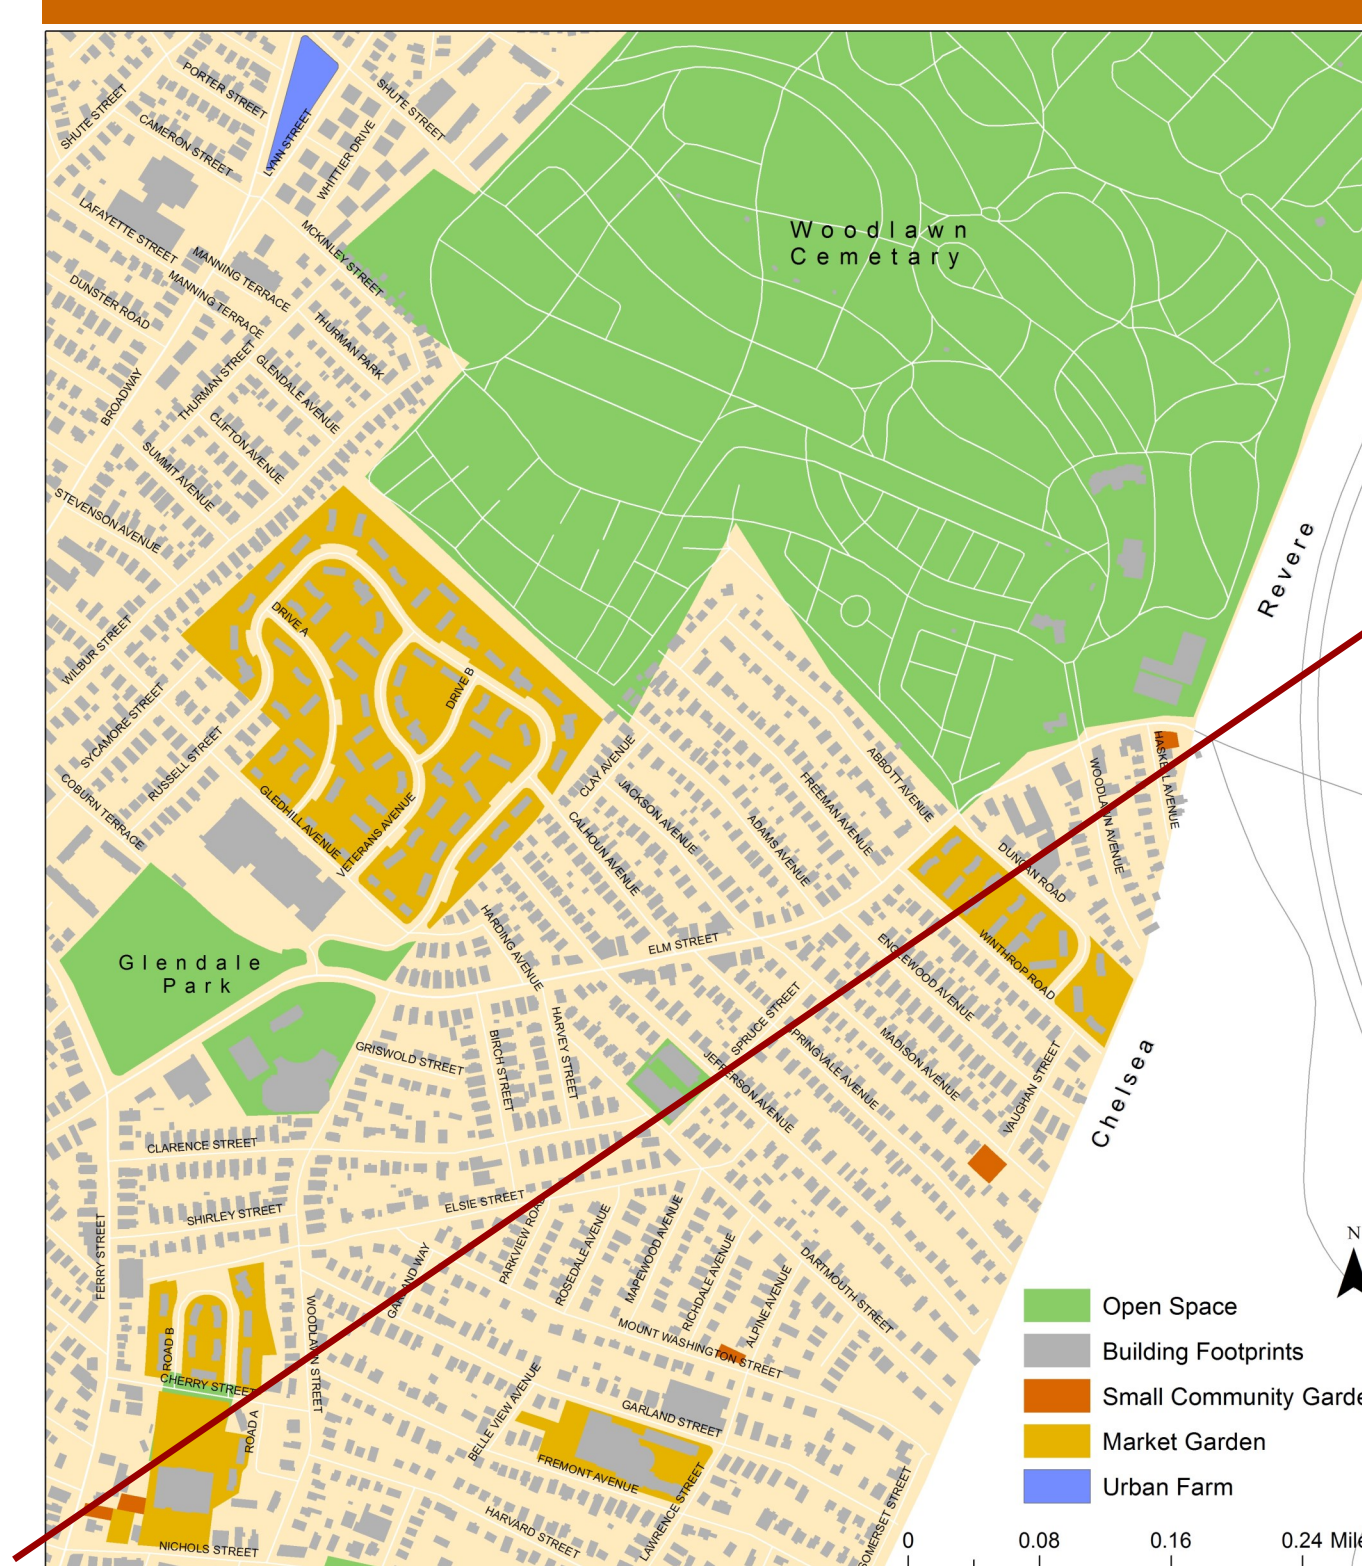 PORTER STREET
SHUTE STREET
SHUTE STREET
CAMERON STREET
LYNN STREET
WHITTIER DRIVE
LAFAYETTE STREET
MCKINLEY STREET
Woodlawn
Cemetary
MANNING TERRACE
MANNING TERRACE
DUNSTER ROAD
THURMAN PARK
THURMAN STREET
GLENDALE AVENUE
BROADWAY
CLIFTON AVENUE
SUMMIT AVENUE
STEVENSON AVENUE
Revere
DRIVE A
WILBUR STREET
DRIVE B
SYCAMORE STREET
RUSSELL STREET
COBURN TERRACE
GLEDHILL AVENUE
VETERANS AVENUE
CLAY AVENUE
JACKSON AVENUE
CALHOUN AVENUE
ADAMS AVENUE
FREEMAN AVENUE
ABBOTT AVENUE
WOODLAWN AVENUE
HASKELL AVENUE
DUNCAN ROAD
HARDING AVENUE
ELM STREET
ENGLEWOOD AVENUE
WINTHROP ROAD
Glendale
Park
SPRUCE STREET
GRISWOLD STREET
BIRCH STREET
HARVEY STREET
JEFFERSON AVENUE
SPRINGVALE AVENUE
MADISON AVENUE
VAUGHAN STREET
Chelsea
CLARENCE STREET
SHIRLEY STREET
ELSIE STREET
FERRY STREET
PARKVIEW ROAD
ROSEDALE AVENUE
MAPEWOOD AVENUE
RICHDALE AVENUE
ALPINE AVENUE
DARTMOUTH STREET
GARLAND WAY
WOODLAWN STREET
MOUNT WASHINGTON STREET
ROAD B
CHERRY STREET
ROAD A
BELLE VIEW AVENUE
GARLAND STREET
FREMONT AVENUE
LAWRENCE STREET
HARVARD STREET
SOMERSET STREET
NICHOLS STREET
N
Open Space
Building Footprints
Small Community Garde
Market Garden
Urban Farm
0 0.08 0.16 0.24 Mile